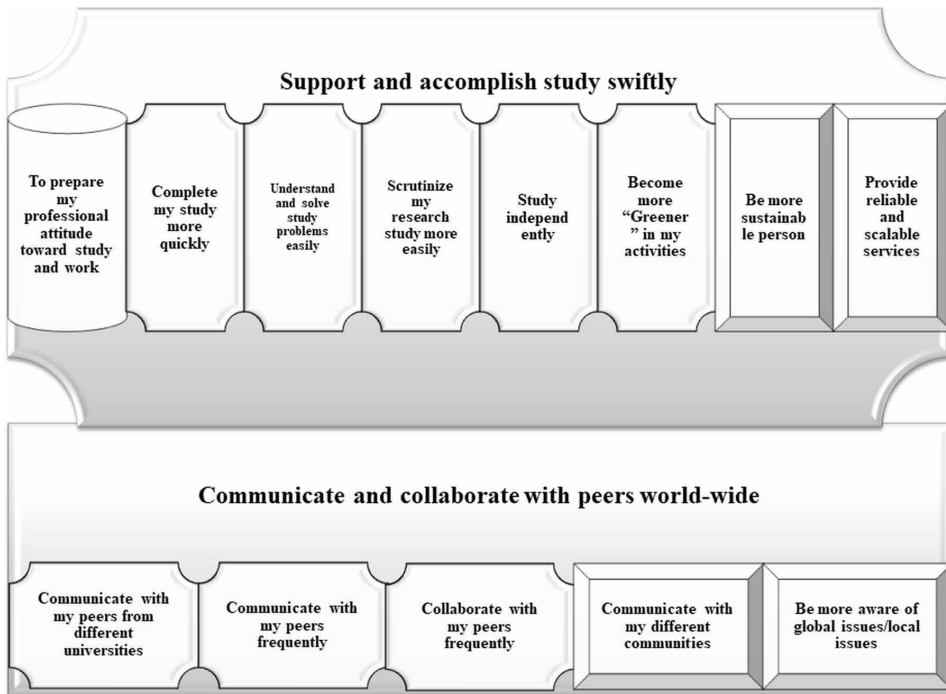 Support and accomplish study swiftly
To prepare
my
professional
attitude
toward study
and work
Complete
my study
more
quickly
Understand
and solve
study
problems
easily
Scrutinize
my
research
study more
easily
Study
independ
ently
Become
more
“Greener
” in my
activities
Be more
sustainab
le person
Provide
reliable
and
scalable
services
Communicate and collaborate with peers world-wide
Communicate with
my peers from
different
universities
Communicate with
my peers
frequently
Collaborate with
my peers
frequently
Communicate with
my different
communities
Be more aware of
global issues/local
issues